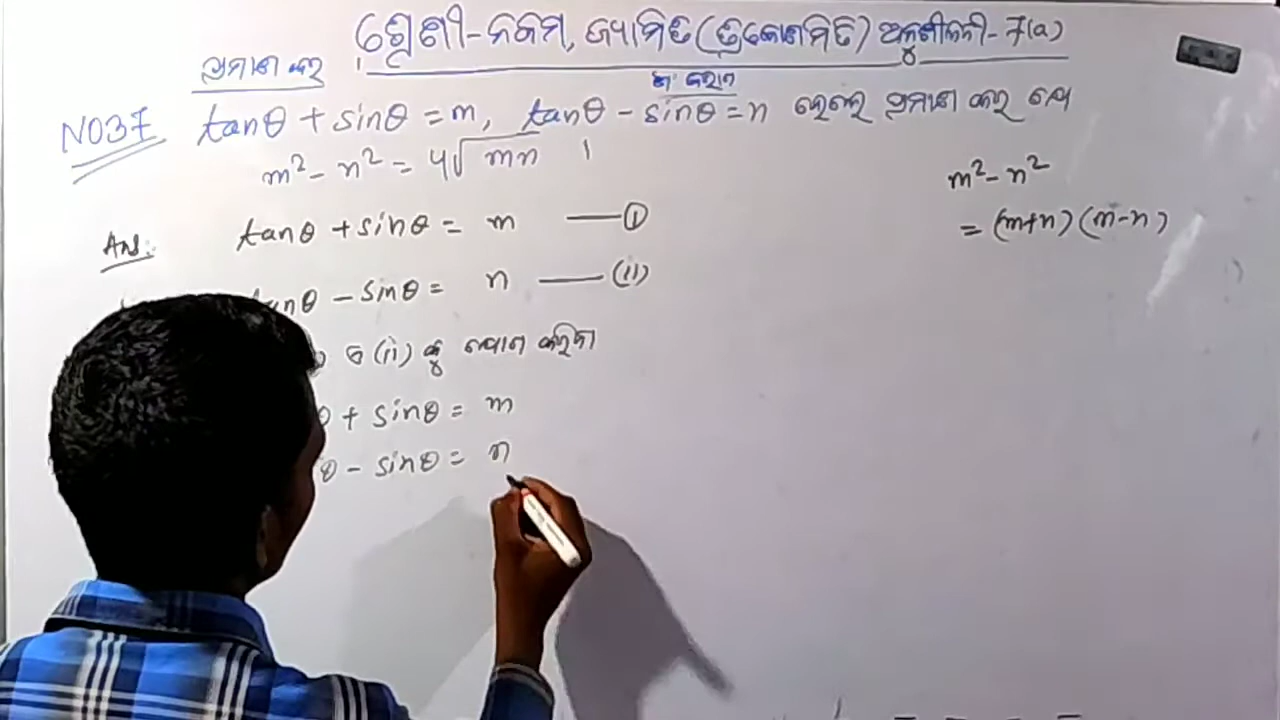 ଶ୍ରେଣୀ-ନବମ, ଜ୍ୟାମିତି (ତ୍ରିକୋଣମିତି) ଅନୁଶୀଳନୀ- 7(a)
ପ୍ରମାଣ କର
NO37 tanθ + sinθ = m, tanθ - sinθ = n ହେଲେ ପ୍ରମାଣ କର ଯେ
m² - n² = 4√mn ।
m² - n²
= (m+n) (m-n)
Ans: tanθ + sinθ = m —— (i)
tanθ - sinθ = n —— (ii)
ଓ (ii) କୁ ଯୋଗ କରିବା
θ + sinθ = m
θ - sinθ = n